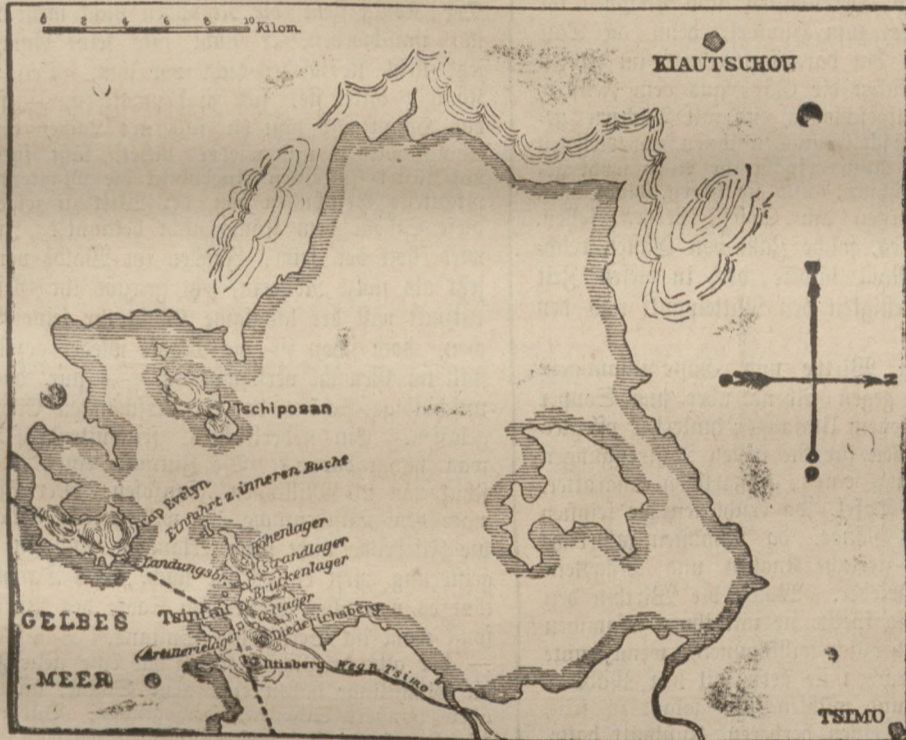 0 2 4 6 8 10 Kilom.
KIAUTSCHOU
N
Tschiposan
Cap Evelyn
Einfahrt z. inneren Bucht
Höhenlager
Strandlager
Landungsbr.
Brückenlager
Tsintau
Diederichsberg
(Artillerielager
Iltisberg
Weg n. Tsimo
GELBES
MEER
TSIMO